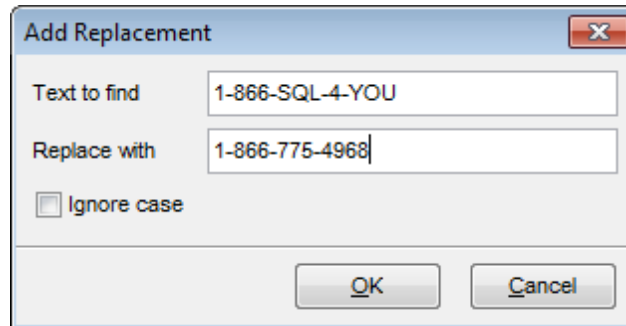 Add Replacement
Text to find 1-866-SQL-4-YOU
Replace with 1-866-775-4968
Ignore case
OK Cancel